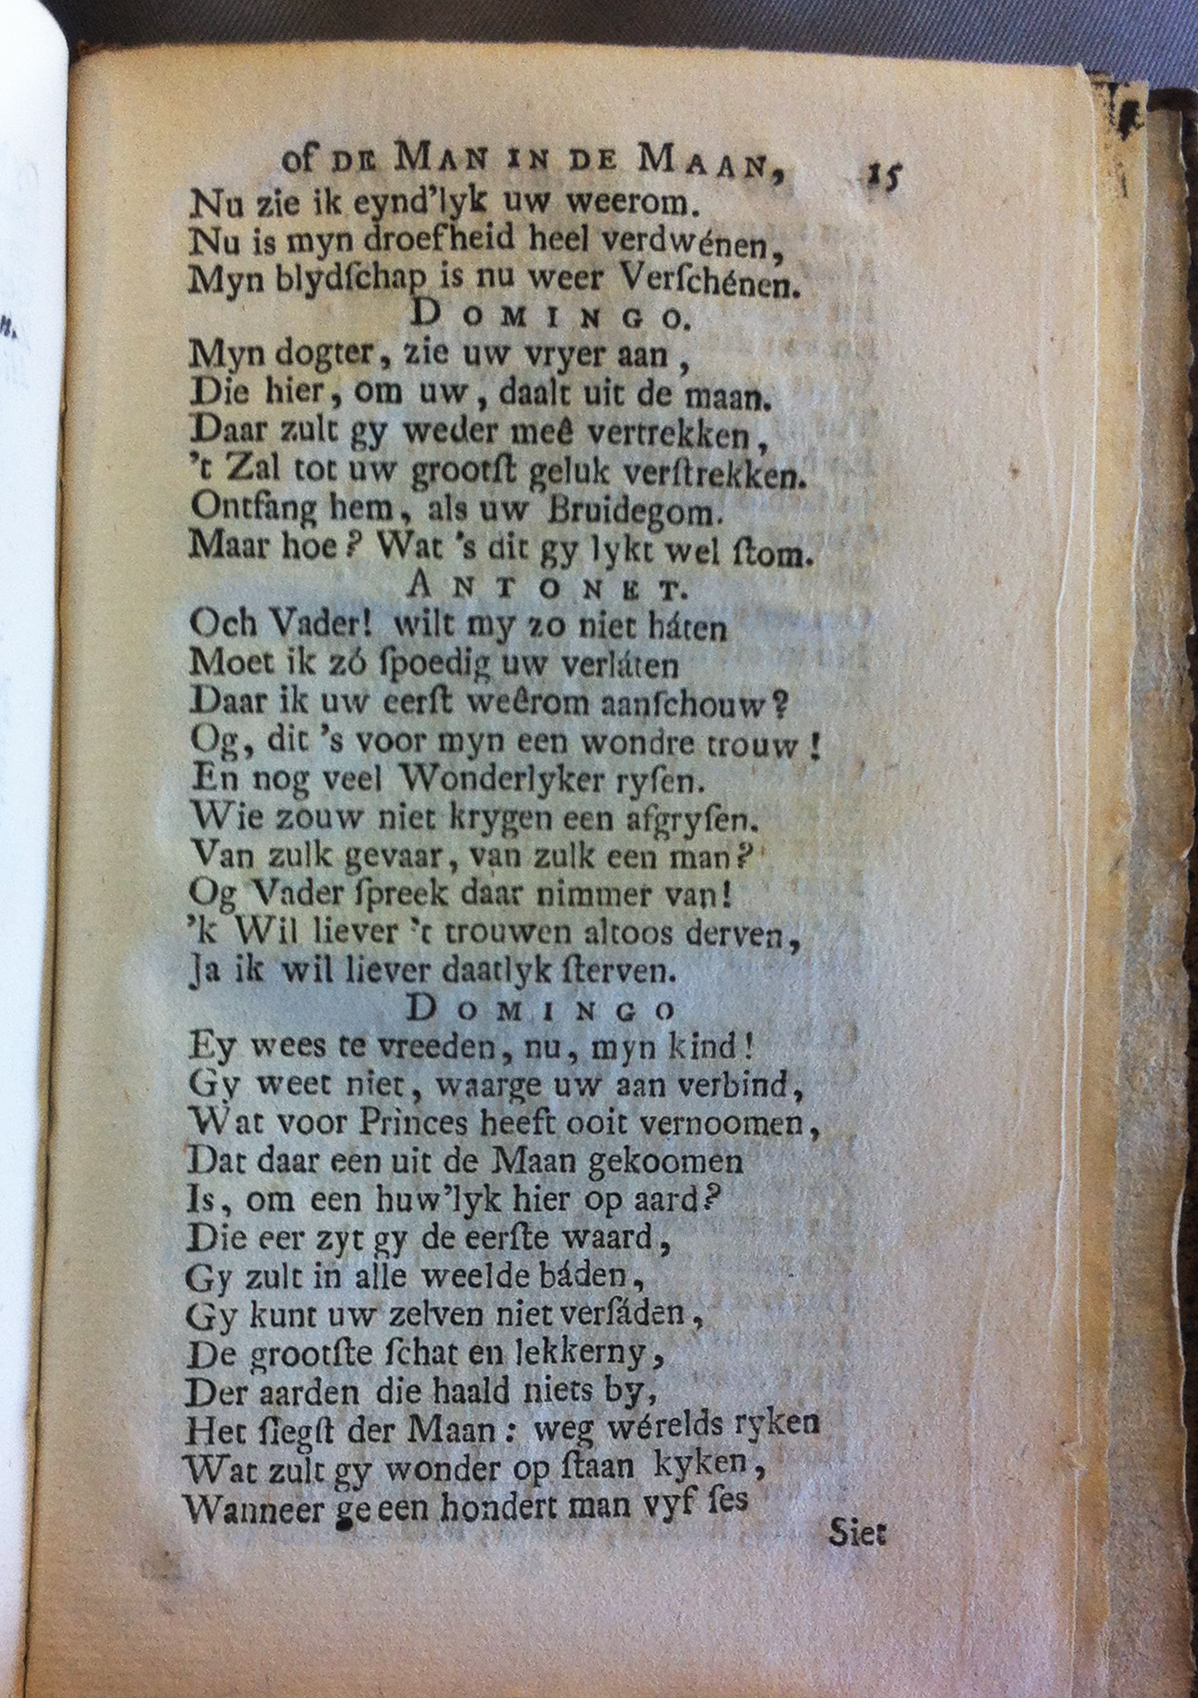 of DE MAN IN DE MAAN, 15
Nu zie ik eynd'lyk uw weerom.
Nu is myn droefheid heel verdwénen,
Myn blydſchap is nu weer Verſchénen.
DOMINGO.
Myn dogter, zie uw vryer aan,
Die hier, om uw, daalt uit de maan.
Daar zult gy weder meê vertrekken,
't Zal tot uw grootſt geluk verſtrekken.
Ontfang hem, als uw Bruidegom.
Maar hoe? Wat 's dit gy lykt wel ſtom.
ANTONET.
Och Vader! wilt my zo niet háten
Moet ik zó ſpoedig uw verláten
Daar ik uw eerſt weêrom aanſchouw?
Og, dit 's voor myn een wondre trouw!
En nog veel Wonderlyker ryſen.
Wie zouw niet krygen een afgryſen.
Van zulk gevaar, van zulk een man?
Og Vader ſpreek daar nimmer van!
'k Wil liever 't trouwen altoos derven,
Ja ik wil liever daatlyk ſterven.
DOMINGO
Ey wees te vreeden, nu, myn kind!
Gy weet niet, waarge uw aan verbind,
Wat voor Princes heeft ooit vernoomen,
Dat daar een uit de Maan gekoomen
Is, om een huw'lyk hier op aard?
Die eer zyt gy de eerſte waard,
Gy zult in alle weelde báden,
Gy kunt uw zelven niet verſáden,
De grootſte ſchat en lekkerny,
Der aarden die haald niets by,
Het ſiegſt der Maan: weg wérelds ryken
Wat zult gy wonder op ſtaan kyken,
Wanneer ge een hondert man vyf ſes
Siet
n.